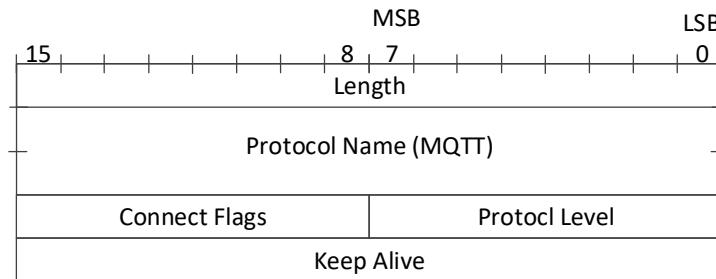 MSB LSB
15 8 7 0
Length
Protocol Name (MQTT)
Connect Flags Protocl Level
Keep Alive